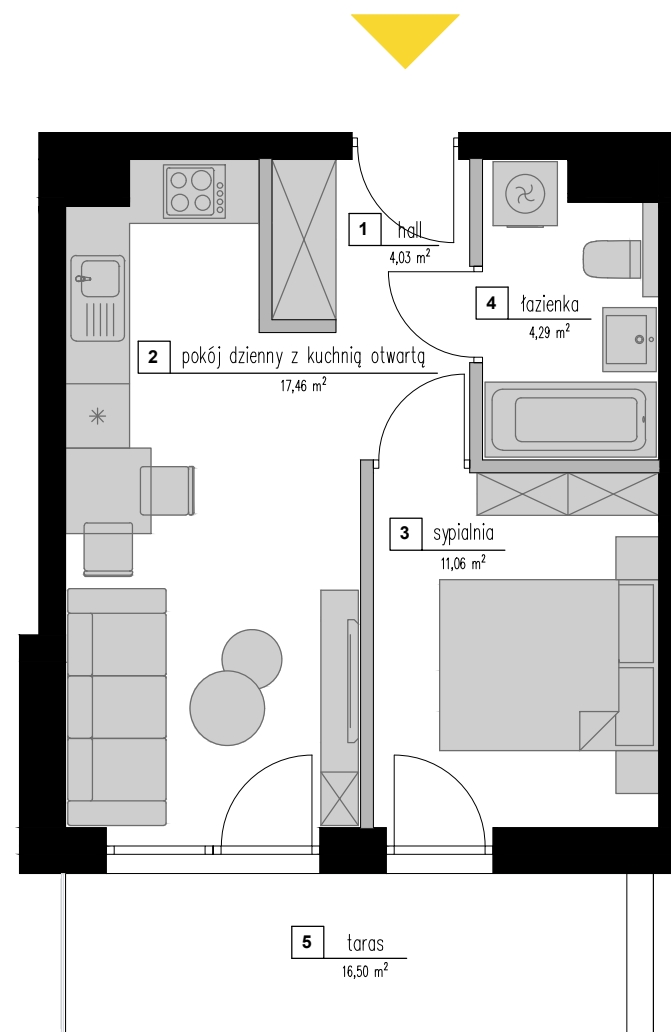 1 hall
4,03 m²
4 łazienka
4,29 m²
2 pokój dzienny z kuchnią otwartą
17,46 m²
3 sypialnia
11,06 m²
5 taras
16,50 m²